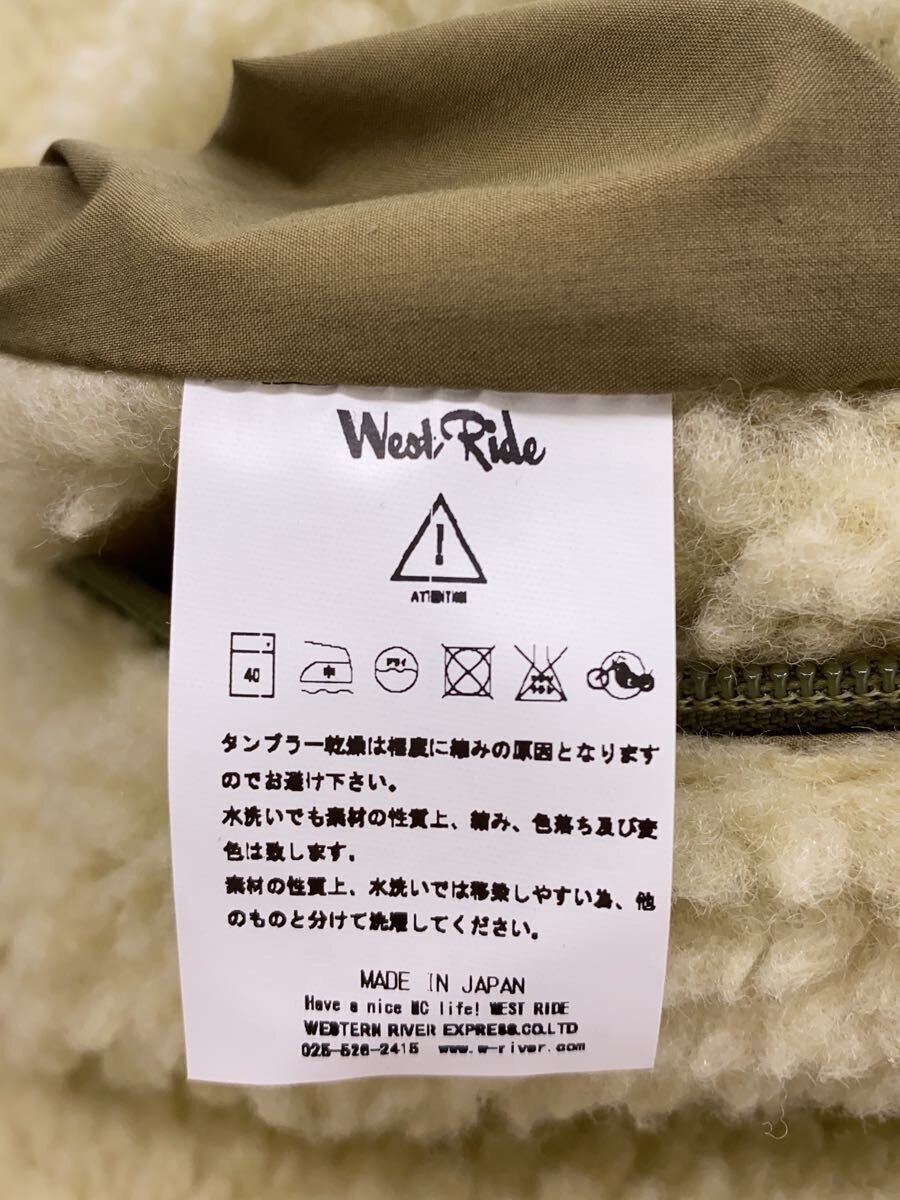 West Ride
!
ATTENTION
40 中 ドライ
タンブラー乾燥は極度に縮みの原因となります
のでお避け下さい。
水洗いでも素材の性質上、縮み、色落ち及び変
色は致します。
素材の性質上、水洗いでは移染しやすい為、他
のものと分けて洗濯してください。
MADE IN JAPAN
Have a nice MC life! WEST RIDE
WESTERN RIVER EXPRESS.CO.LTD
025-526-2415 www.w-river.com